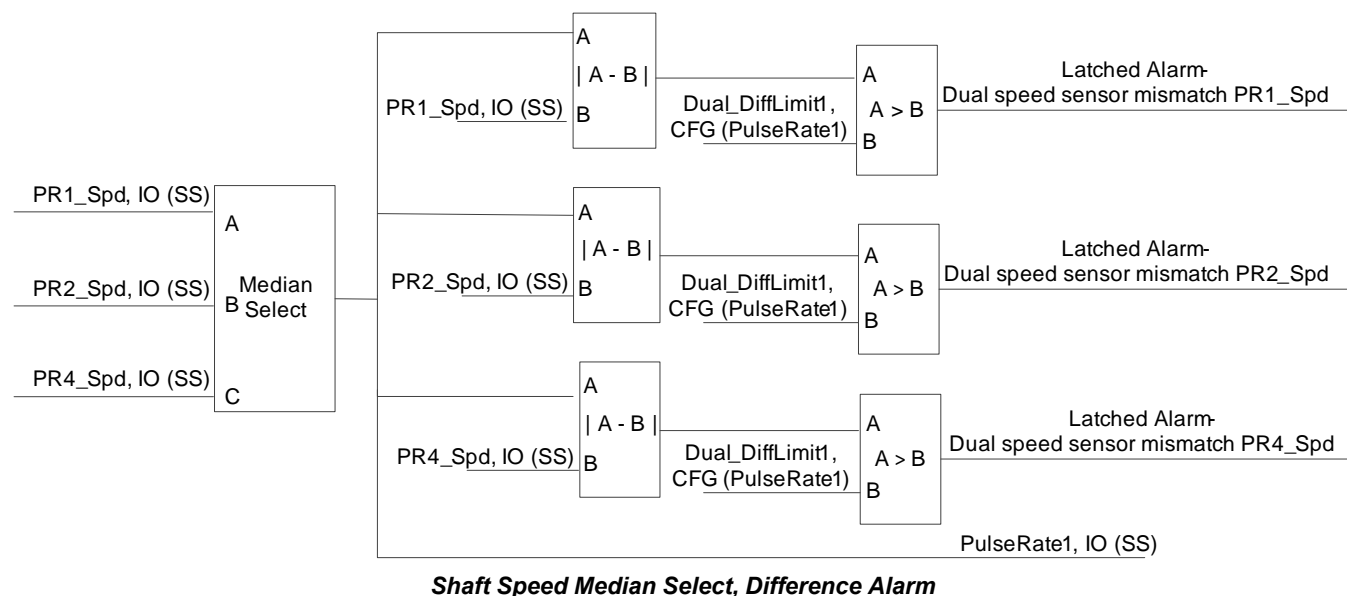 A
| A - B |
PR1_Spd, IO (SS)
B
Dual_DiffLimit1,
CFG (PulseRate1)
A
A > B
B
Latched Alarm-
Dual speed sensor mismatch PR1_Spd
PR1_Spd, IO (SS)
A
PR2_Spd, IO (SS)
B
Median
Select
PR4_Spd, IO (SS)
C
A
| A - B |
PR2_Spd, IO (SS)
B
Dual_DiffLimit1,
CFG (PulseRate1)
A
A > B
B
Latched Alarm-
Dual speed sensor mismatch PR2_Spd
A
| A - B |
PR4_Spd, IO (SS)
B
Dual_DiffLimit1,
CFG (PulseRate1)
A
A > B
B
Latched Alarm-
Dual speed sensor mismatch PR4_Spd
PulseRate1, IO (SS)
Shaft Speed Median Select, Difference Alarm